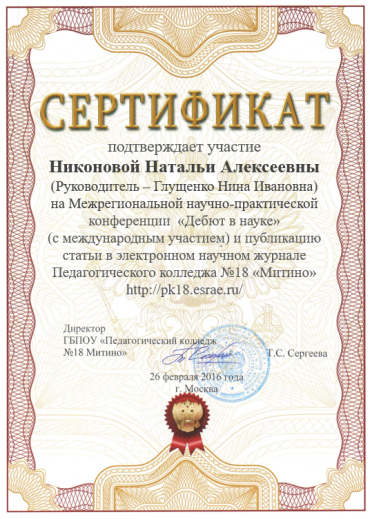 СЕРТИФИКАТ
подтверждает участие
Никоновой Натальи Алексеевны
(Руководитель – Глущенко Нина Ивановна)
на Межрегиональной научно-практической
конференции «Дебют в науке»
(с международным участием) и публикацию
статьи в электронном научном журнале
Педагогического колледжа №18 «Митино»
http://pk18.esrae.ru/
Директор
ГБПОУ «Педагогический колледж
№18 Митино»
Т.С. Сергеева
26 февраля 2016 года
г. Москва